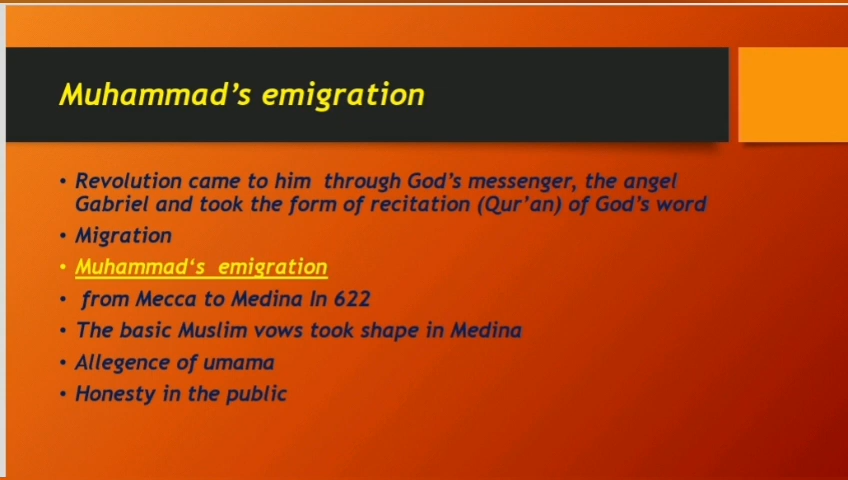 Muhammad’s emigration
• Revolution came to him  through God’s messenger, the angel
Gabriel and took the form of recitation (Qur’an) of God’s word
• Migration
• Muhammad‘s  emigration
•  from Mecca to Medina In 622
• The basic Muslim vows took shape in Medina
• Allegence of umama
• Honesty in the public